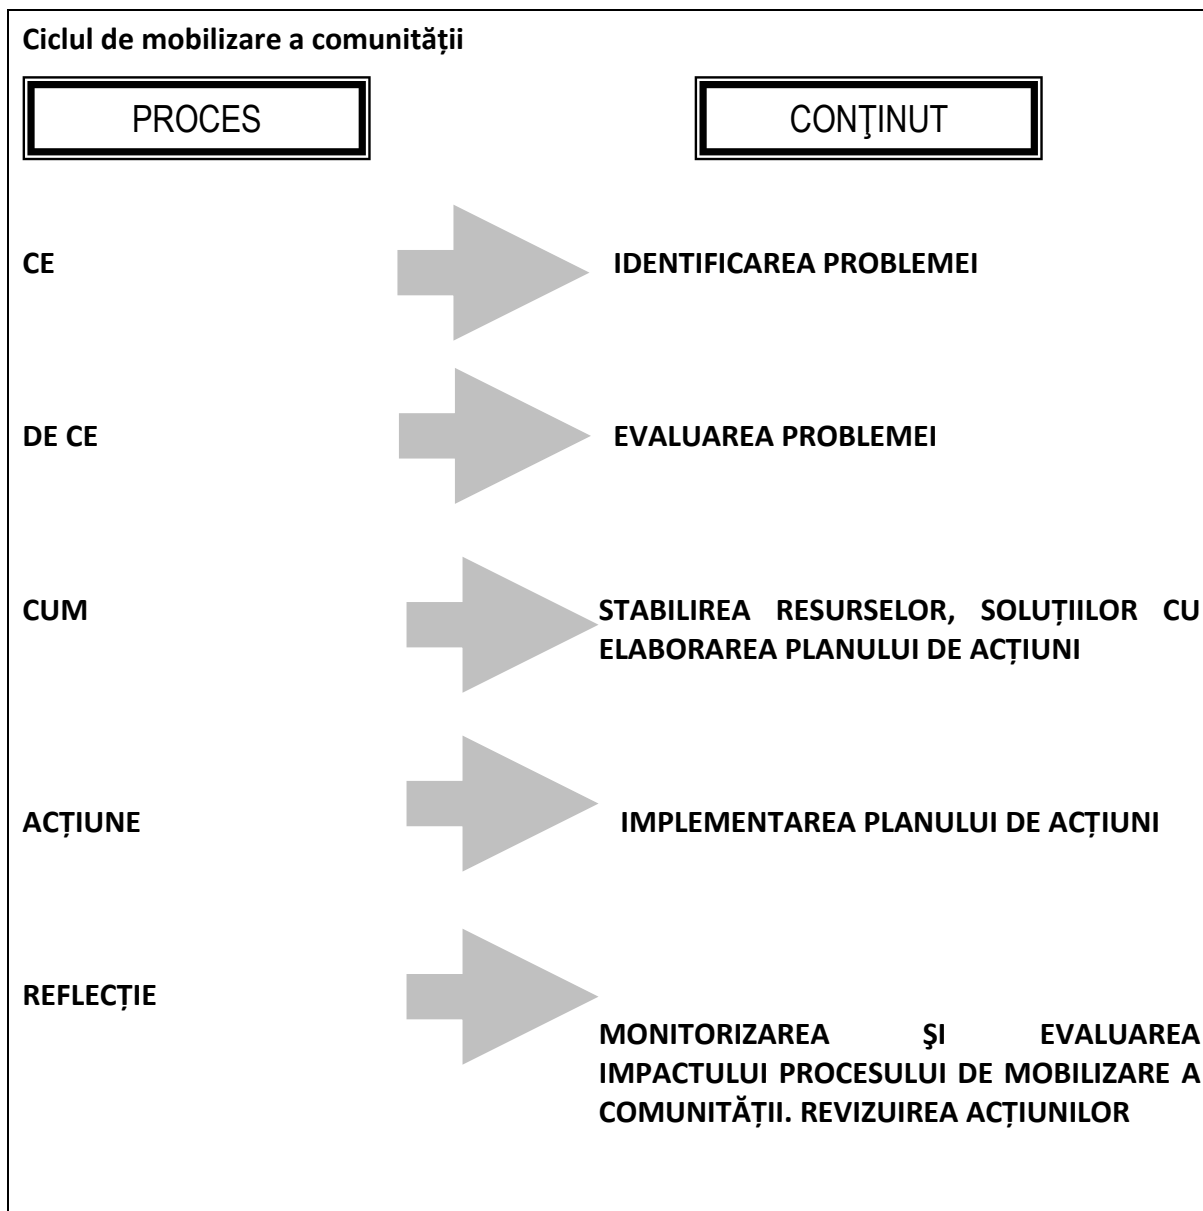 Ciclul de mobilizare a comunității
PROCES
CONŢINUT
CE
IDENTIFICAREA PROBLEMEI
DE CE
EVALUAREA PROBLEMEI
CUM
STABILIREA RESURSELOR, SOLUȚIILOR CU
ELABORAREA PLANULUI DE ACȚIUNI
ACȚIUNE
IMPLEMENTAREA PLANULUI DE ACȚIUNI
REFLECȚIE
MONITORIZAREA ŞI EVALUAREA
IMPACTULUI PROCESULUI DE MOBILIZARE A
COMUNITĂȚII. REVIZUIREA ACȚIUNILOR